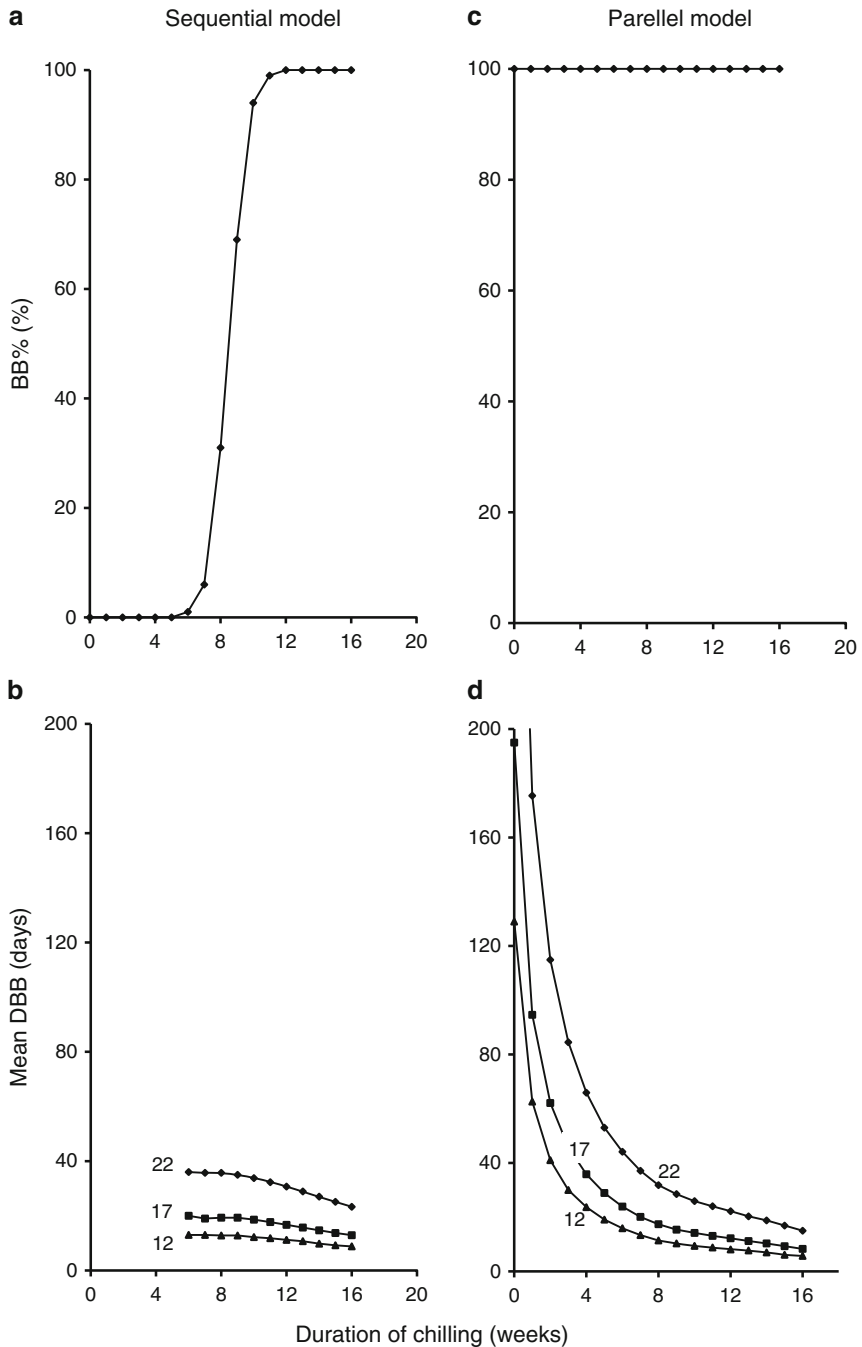 a Sequential model
100
80
60
40
20
0
0 4 8 12 16 20
BB% (%)
c Parellel model
100
80
60
40
20
0
0 4 8 12 16 20
b
200
160
120
80
40
0
22
17
12
0 4 8 12 16 20
Mean DBB (days)
d
200
160
120
80
40
0
17
22
12
0 4 8 12 16
Duration of chilling (weeks)